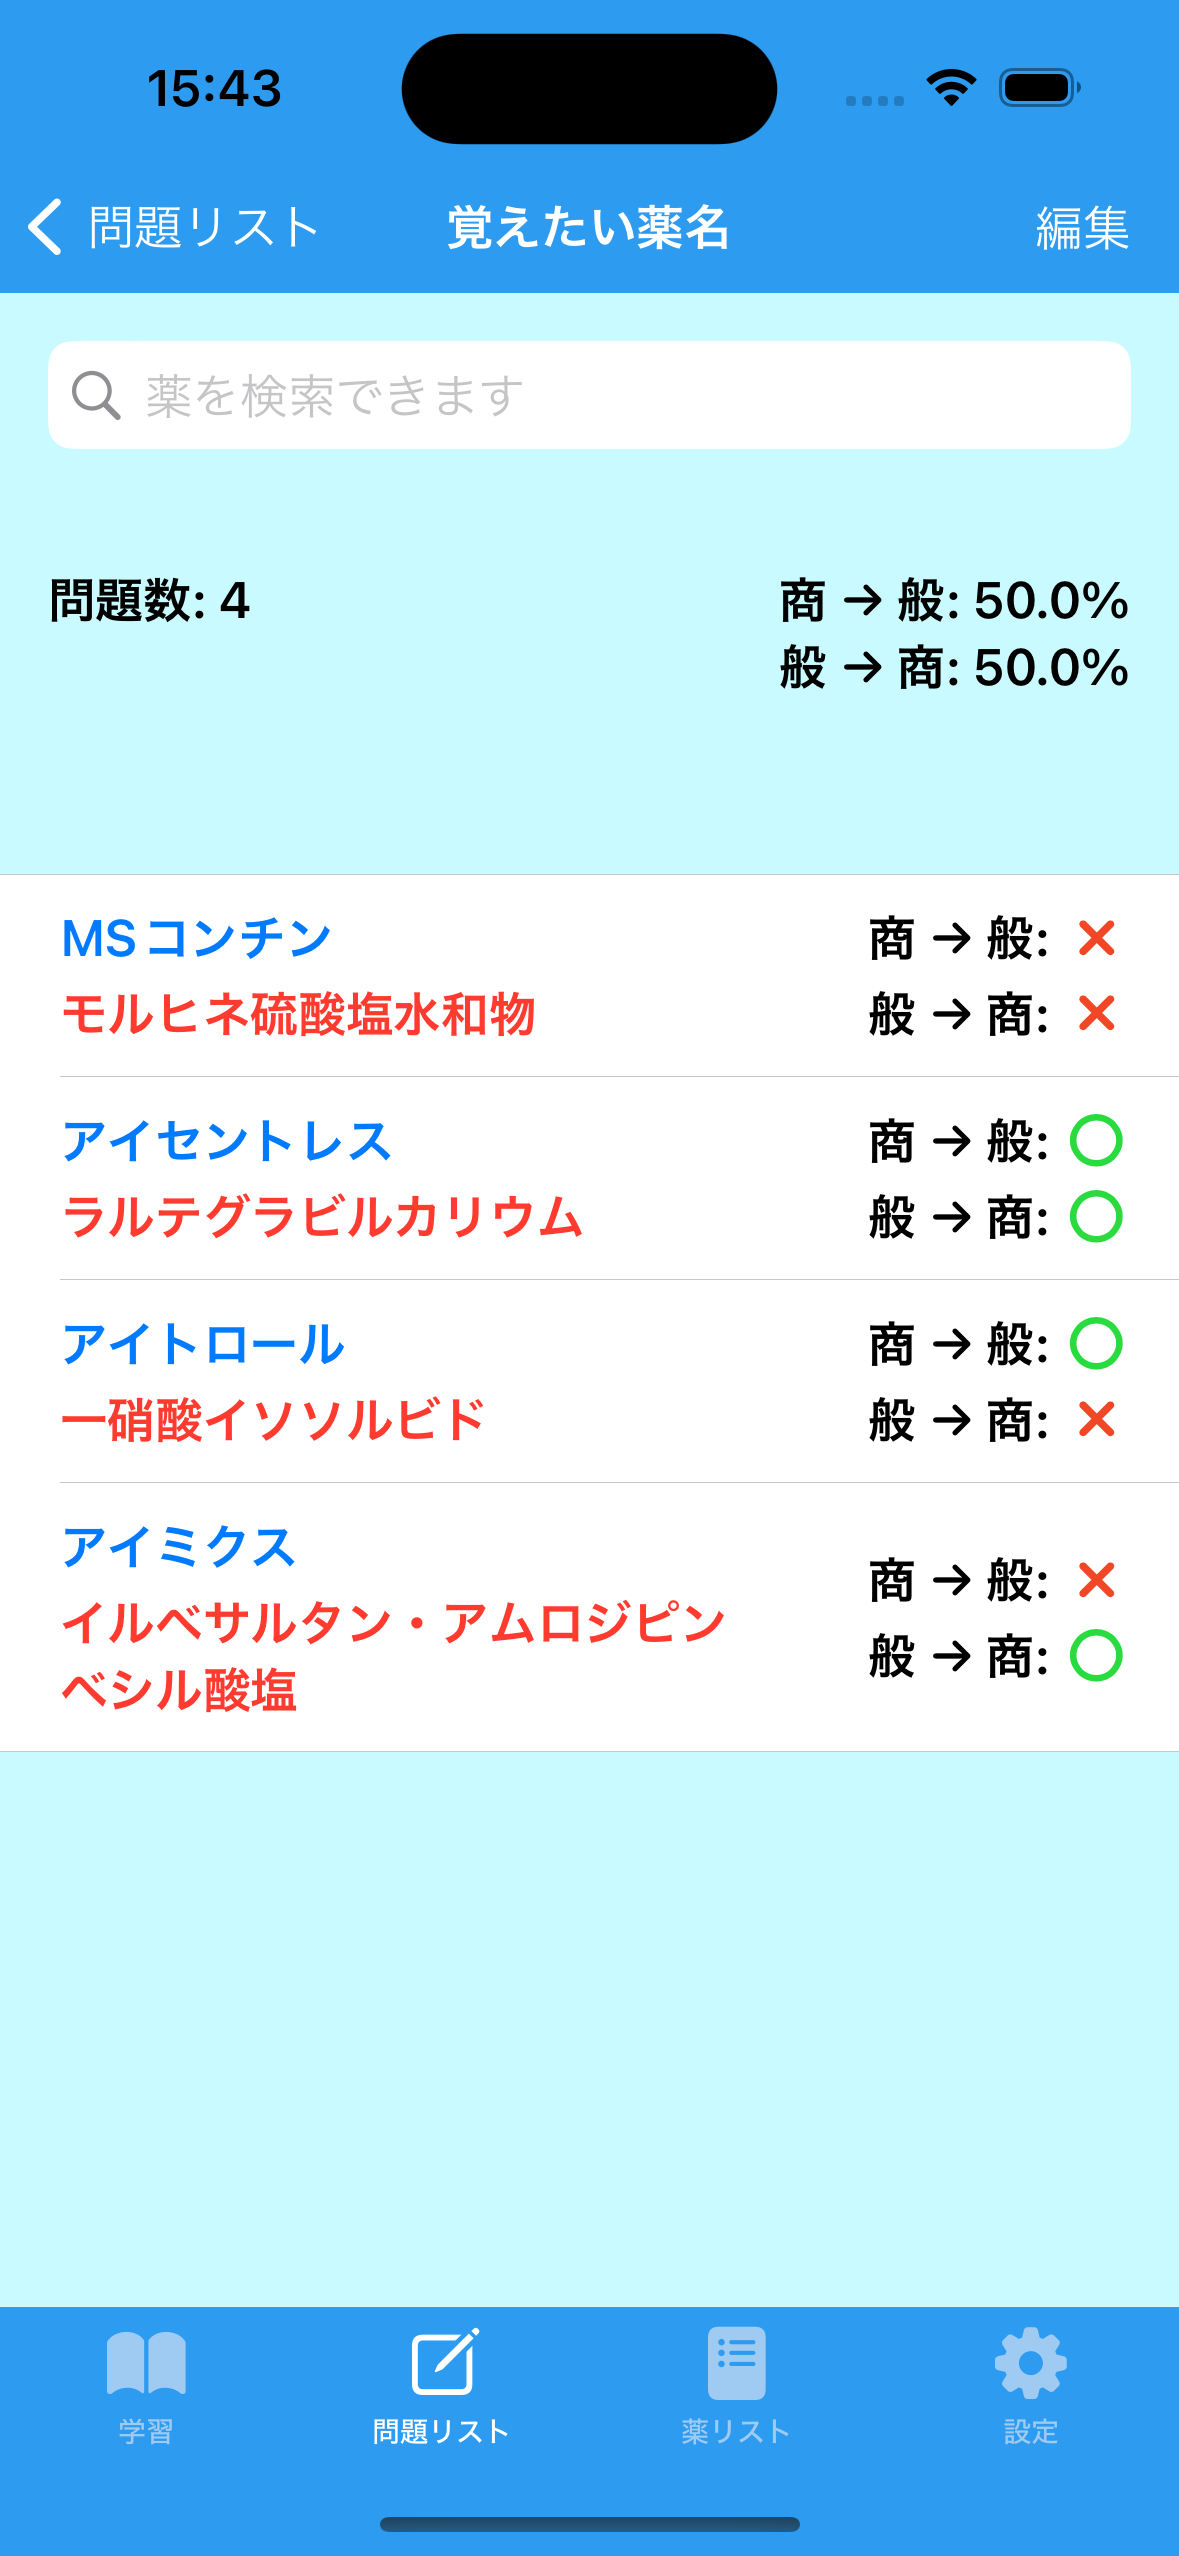 15:43
問題リスト
覚えたい薬名
編集
薬を検索できます
問題数: 4
商 → 般: 50.0%
般 → 商: 50.0%
MSコンチン
商 → 般: ×
モルヒネ硫酸塩水和物
般 → 商: ×
アイセントレス
商 → 般: ○
ラルテグラビルカリウム
般 → 商: ○
アイトロール
商 → 般: ○
一硝酸イソソルビド
般 → 商: ×
アイミクス
イルベサルタン・アムロジピン
ベシル酸塩
商 → 般: ×
般 → 商: ○
学習
問題リスト
薬リスト
設定